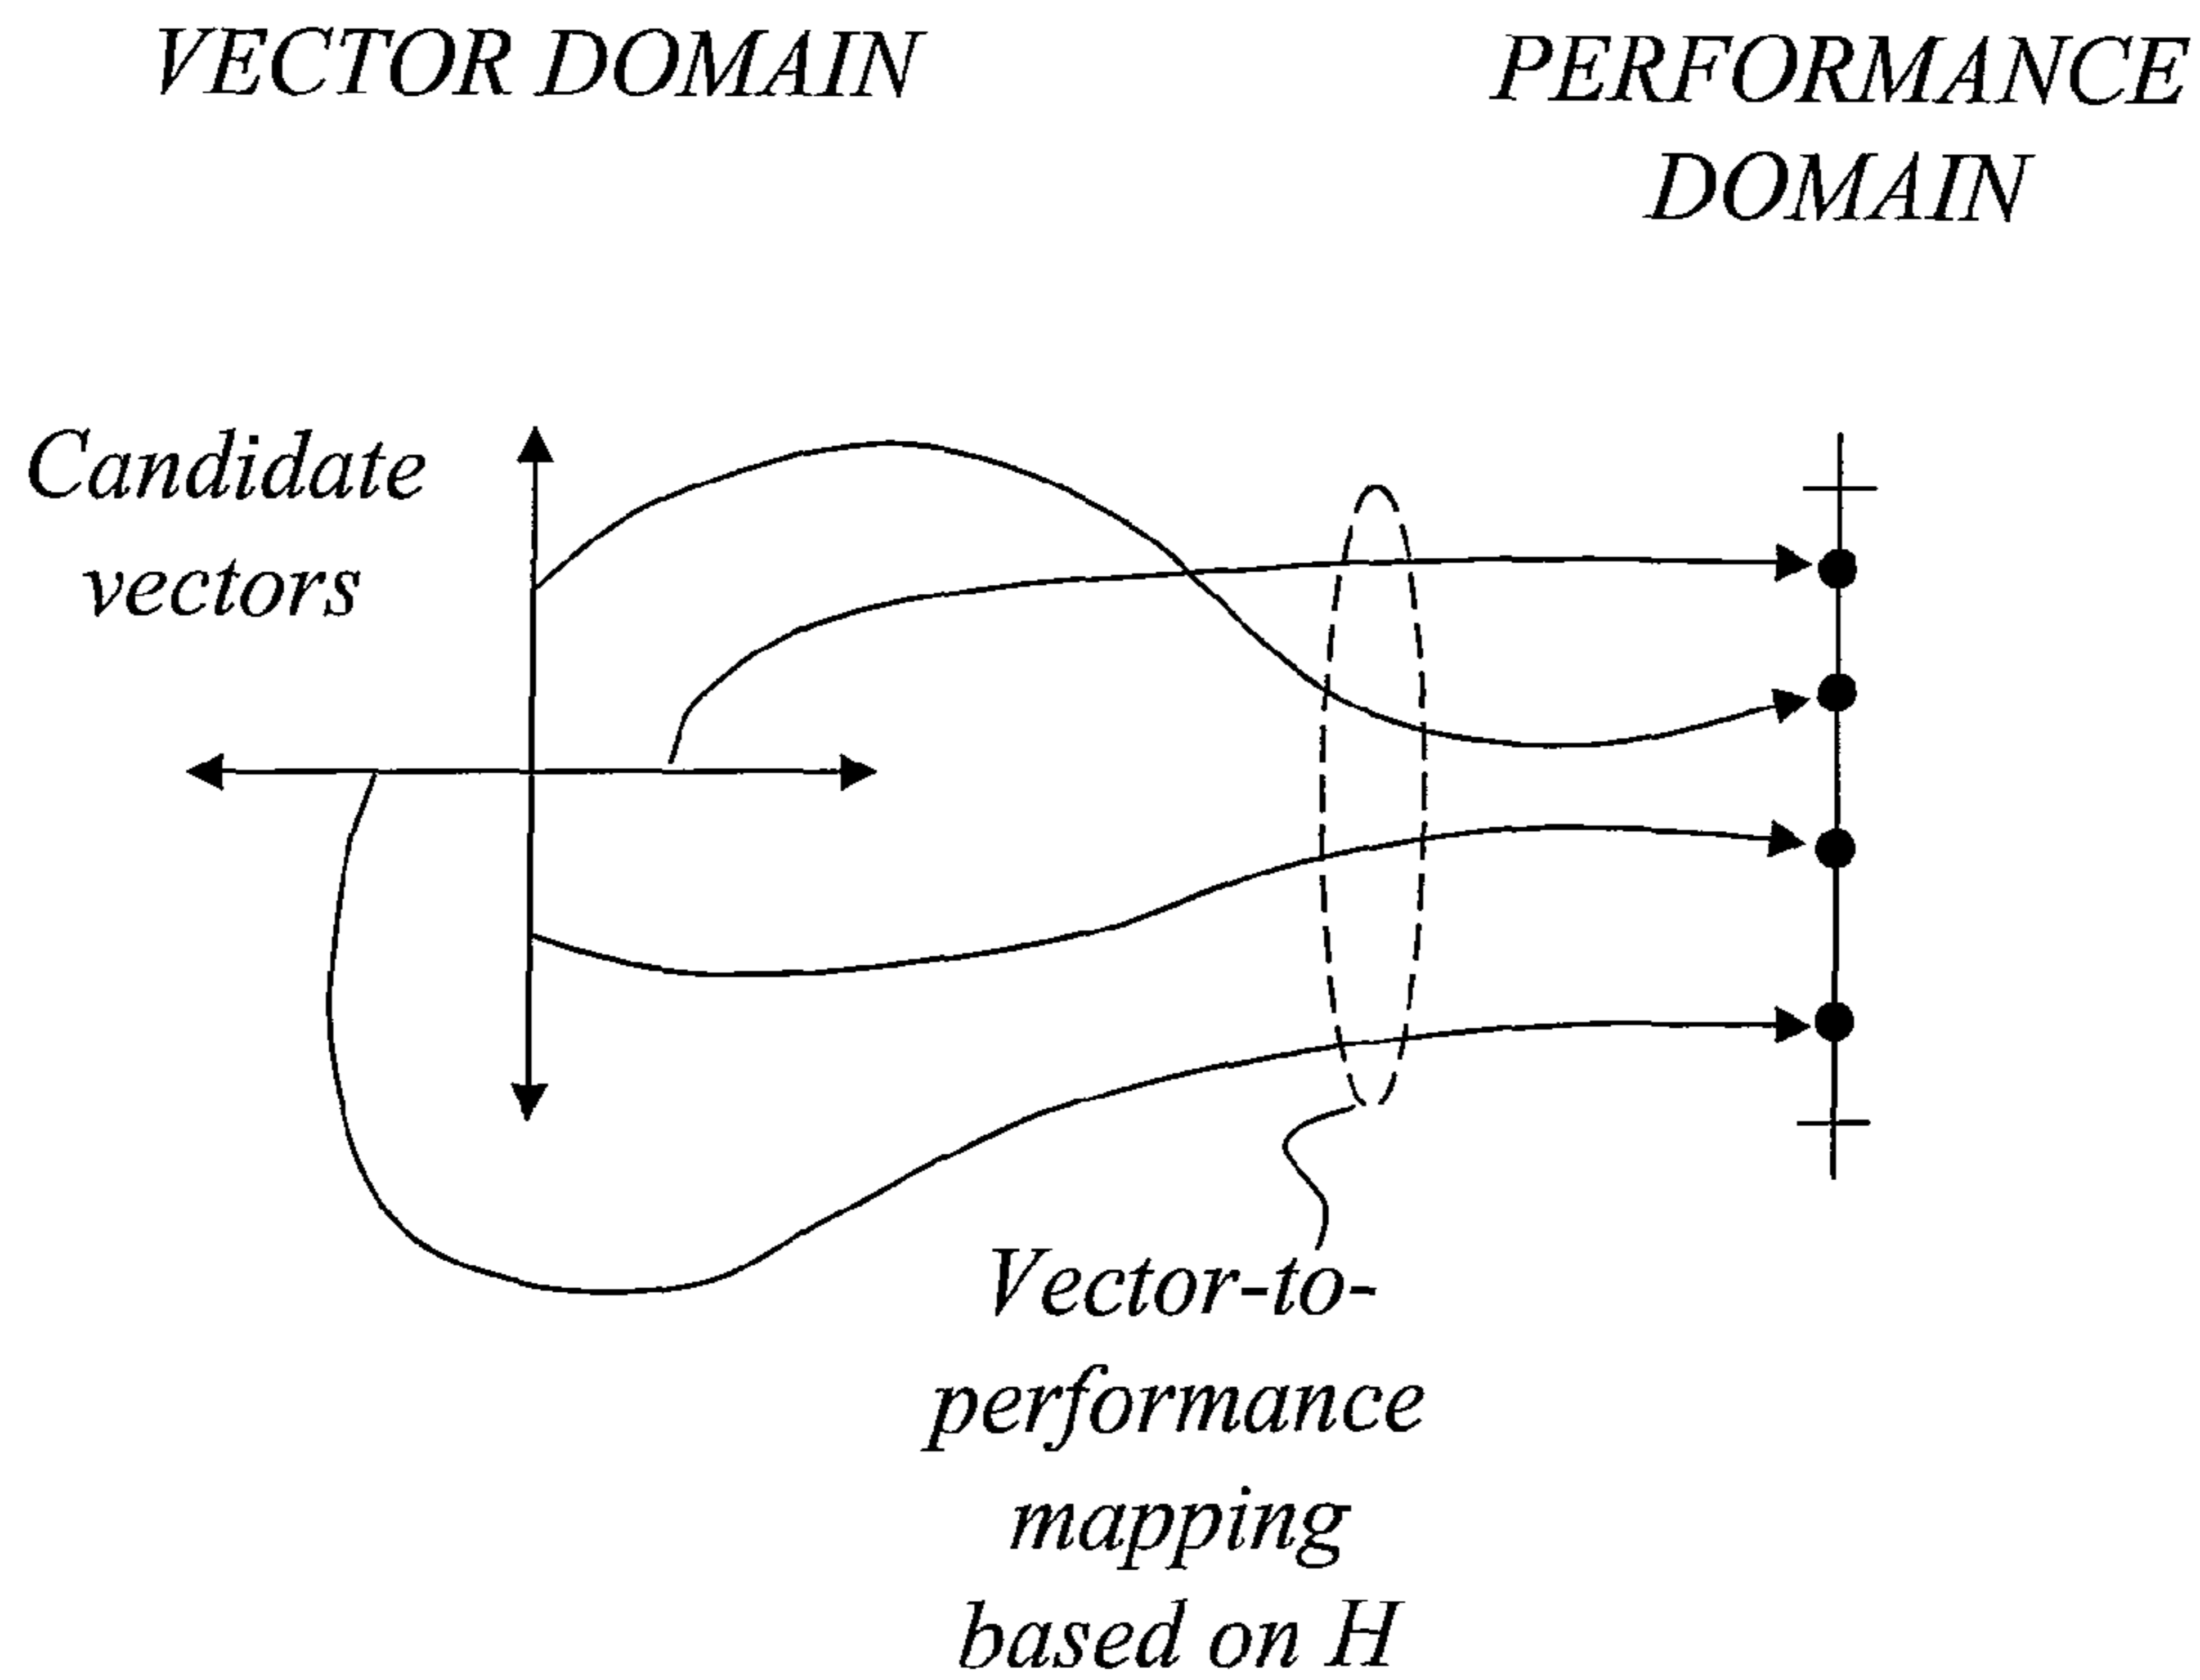 VECTOR DOMAIN
PERFORMANCE
DOMAIN
Candidate
vectors
Vector-to-
performance
mapping
based on H